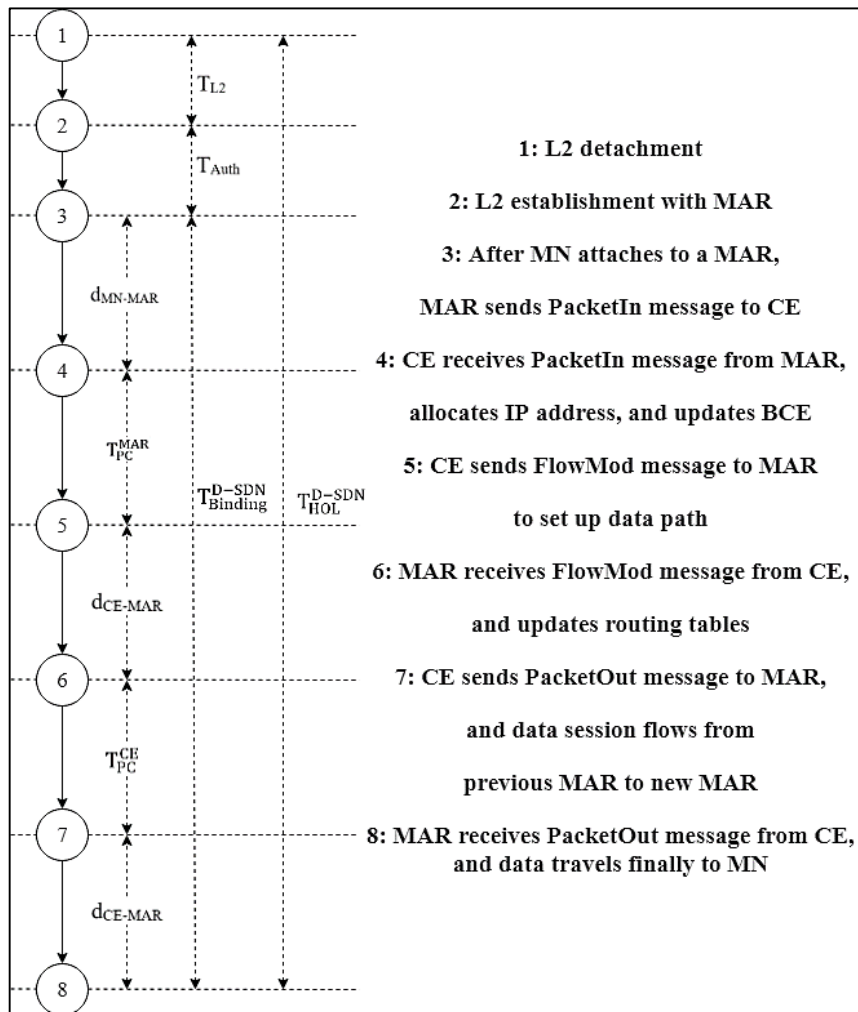 1
T_L2
2
T_Auth
3
d_MN-MAR
4
T_PC^MAR
T_Binding^D-SDN
T_HOL^D-SDN
5
d_CE-MAR
6
T_PC^CE
7
d_CE-MAR
8
1: L2 detachment
2: L2 establishment with MAR
3: After MN attaches to a MAR,
MAR sends PacketIn message to CE
4: CE receives PacketIn message from MAR,
allocates IP address, and updates BCE
5: CE sends FlowMod message to MAR
to set up data path
6: MAR receives FlowMod message from CE,
and updates routing tables
7: CE sends PacketOut message to MAR,
and data session flows from
previous MAR to new MAR
8: MAR receives PacketOut message from CE,
and data travels finally to MN